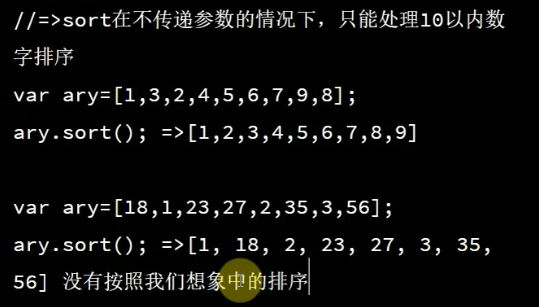 //=>sort在不传递参数的情况下，只能处理10以内数
字排序
var ary=[1,3,2,4,5,6,7,9,8];
ary.sort(); =>[1,2,3,4,5,6,7,8,9]
var ary=[18,1,23,27,2,35,3,56];
ary.sort(); =>[1, 18, 2, 23, 27, 3, 35,
56] 没有按照我们想象中的排序